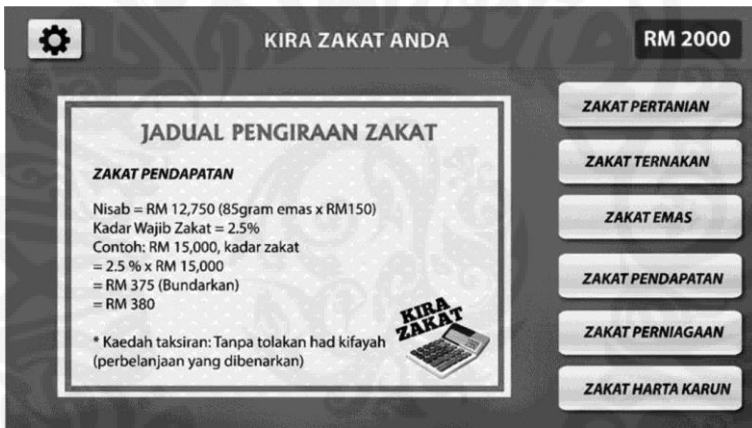 KIRA ZAKAT ANDA
RM 2000
JADUAL PENGIRAAN ZAKAT
ZAKAT PENDAPATAN
Nisab = RM 12,750 (85gram emas x RM150)
Kadar Wajib Zakat = 2.5%
Contoh: RM 15,000, kadar zakat
= 2.5 % x RM 15,000
= RM 375 (Bundarkan)
= RM 380
* Kaedah taksiran: Tanpa tolakan had kifayah
(perbelanjaan yang dibenarkan)
KIRA
ZAKAT
ZAKAT PERTANIAN
ZAKAT TERNAKAN
ZAKAT EMAS
ZAKAT PENDAPATAN
ZAKAT PERNIAGAAN
ZAKAT HARTA KARUN